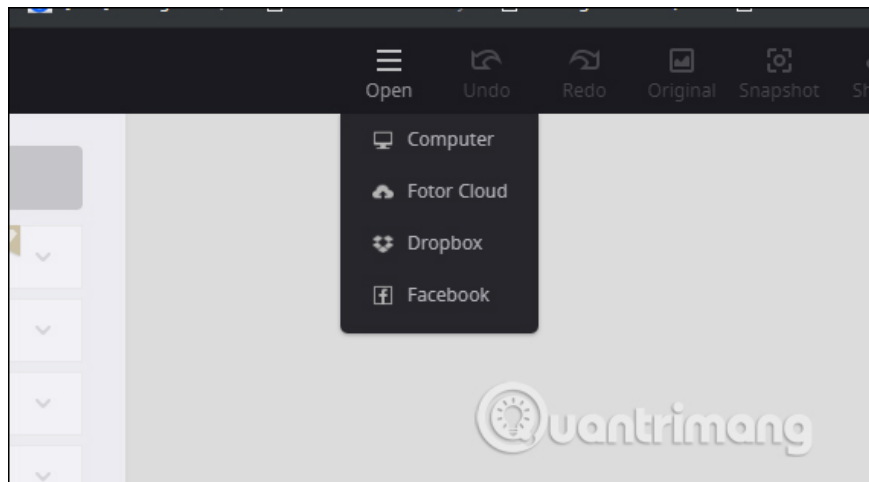 Open Undo Redo Original Snapshot
Computer
Fotor Cloud
Dropbox
Facebook
Quantrimang